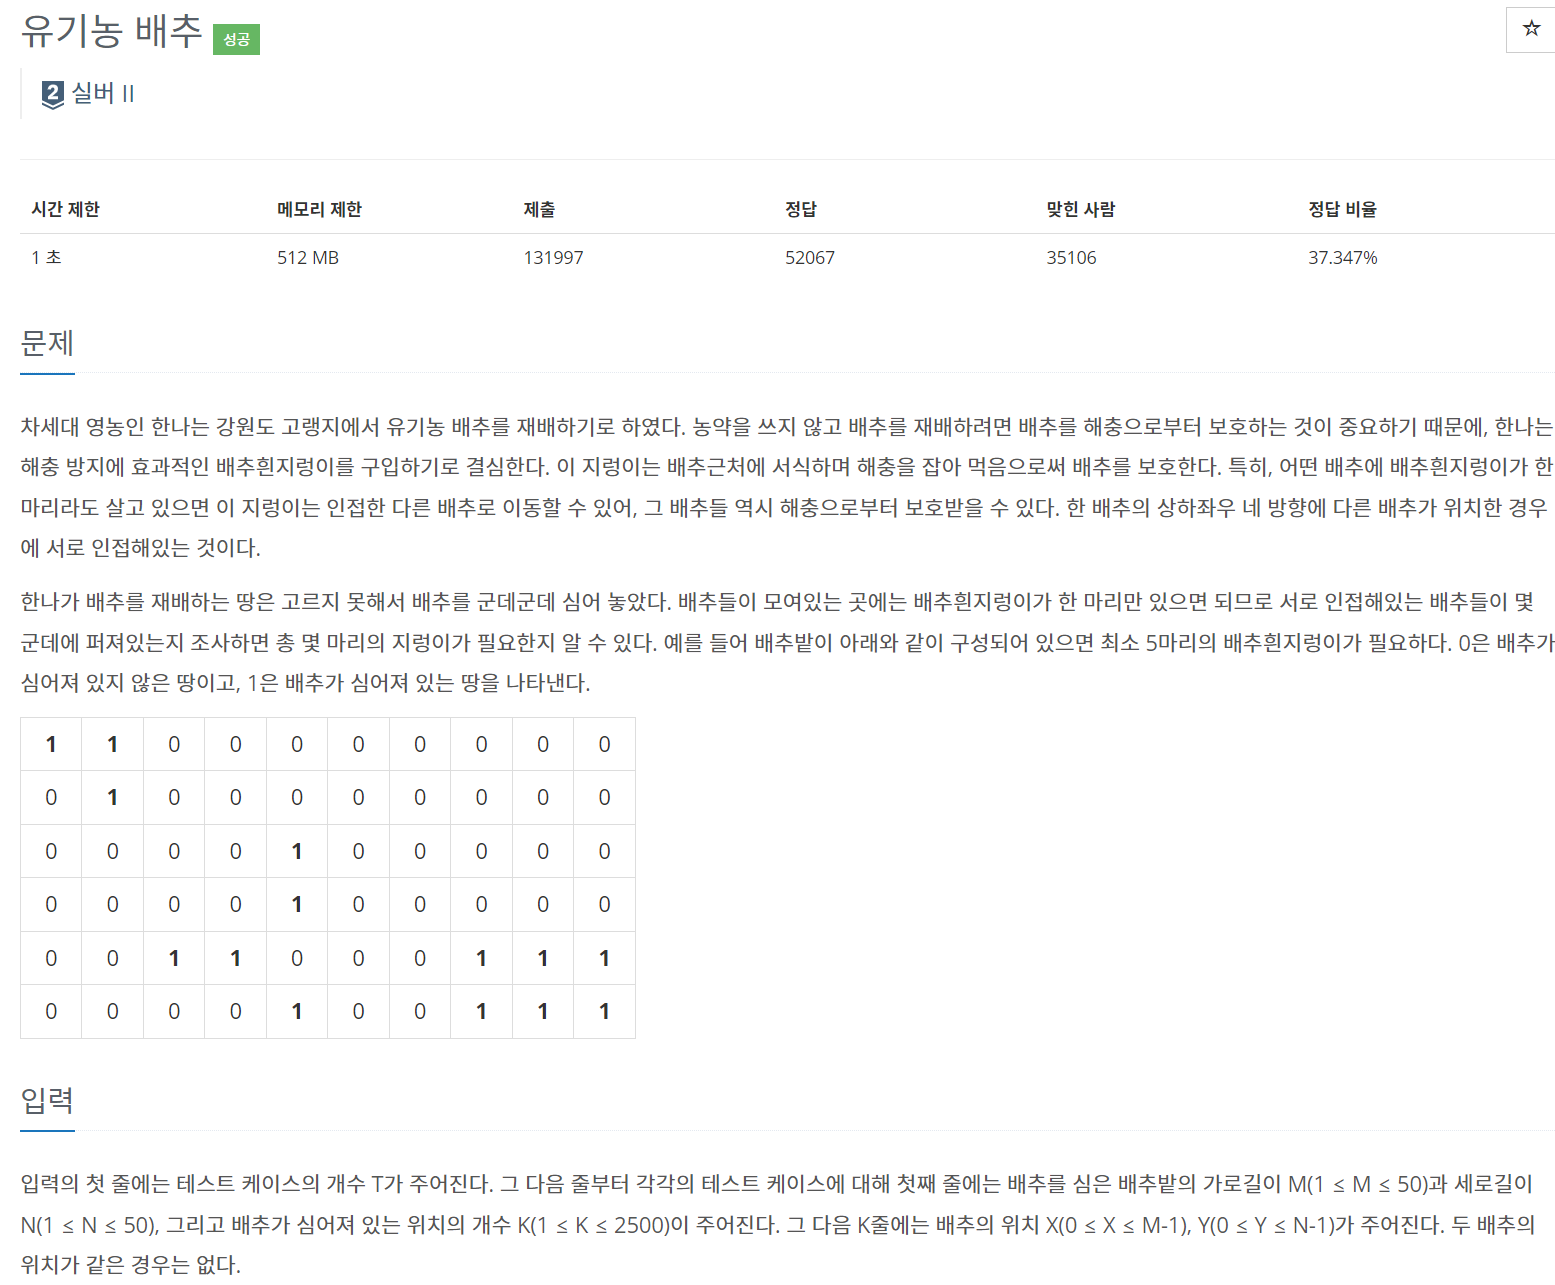 유기농 배추 성공
☆
2 실버 II
시간 제한 메모리 제한 제출 정답 맞힌 사람 정답 비율
1 초 512 MB 131997 52067 35106 37.347%
문제
차세대 영농인 한나는 강원도 고랭지에서 유기농 배추를 재배하기로 하였다. 농약을 쓰지 않고 배추를 재배하려면 배추를 해충으로부터 보호하는 것이 중요하기 때문에, 한나는
해충 방지에 효과적인 배추흰지렁이를 구입하기로 결심한다. 이 지렁이는 배추근처에 서식하며 해충을 잡아 먹음으로써 배추를 보호한다. 특히, 어떤 배추에 배추흰지렁이가 한
마리라도 살고 있으면 이 지렁이는 인접한 다른 배추로 이동할 수 있어, 그 배추들 역시 해충으로부터 보호받을 수 있다. 한 배추의 상하좌우 네 방향에 다른 배추가 위치한 경우
에 서로 인접해있는 것이다.
한나가 배추를 재배하는 땅은 고르지 못해서 배추를 군데군데 심어 놓았다. 배추들이 모여있는 곳에는 배추흰지렁이가 한 마리만 있으면 되므로 서로 인접해있는 배추들이 몇
군데에 퍼져있는지 조사하면 총 몇 마리의 지렁이가 필요한지 알 수 있다. 예를 들어 배추밭이 아래와 같이 구성되어 있으면 최소 5마리의 배추흰지렁이가 필요하다. 0은 배추가
심어져 있지 않은 땅이고, 1은 배추가 심어져 있는 땅을 나타낸다.
1 1 0 0 0 0 0 0 0 0
0 1 0 0 0 0 0 0 0 0
0 0 0 0 1 0 0 0 0 0
0 0 0 0 1 0 0 0 0 0
0 0 1 1 0 0 0 1 1 1
0 0 0 0 1 0 0 1 1 1
입력
입력의 첫 줄에는 테스트 케이스의 개수 T가 주어진다. 그 다음 줄부터 각각의 테스트 케이스에 대해 첫째 줄에는 배추를 심은 배추밭의 가로길이 M(1 ≤ M ≤ 50)과 세로길이
N(1 ≤ N ≤ 50), 그리고 배추가 심어져 있는 위치의 개수 K(1 ≤ K ≤ 2500)이 주어진다. 그 다음 K줄에는 배추의 위치 X(0 ≤ X ≤ M-1), Y(0 ≤ Y ≤ N-1)가 주어진다. 두 배추의
위치가 같은 경우는 없다.